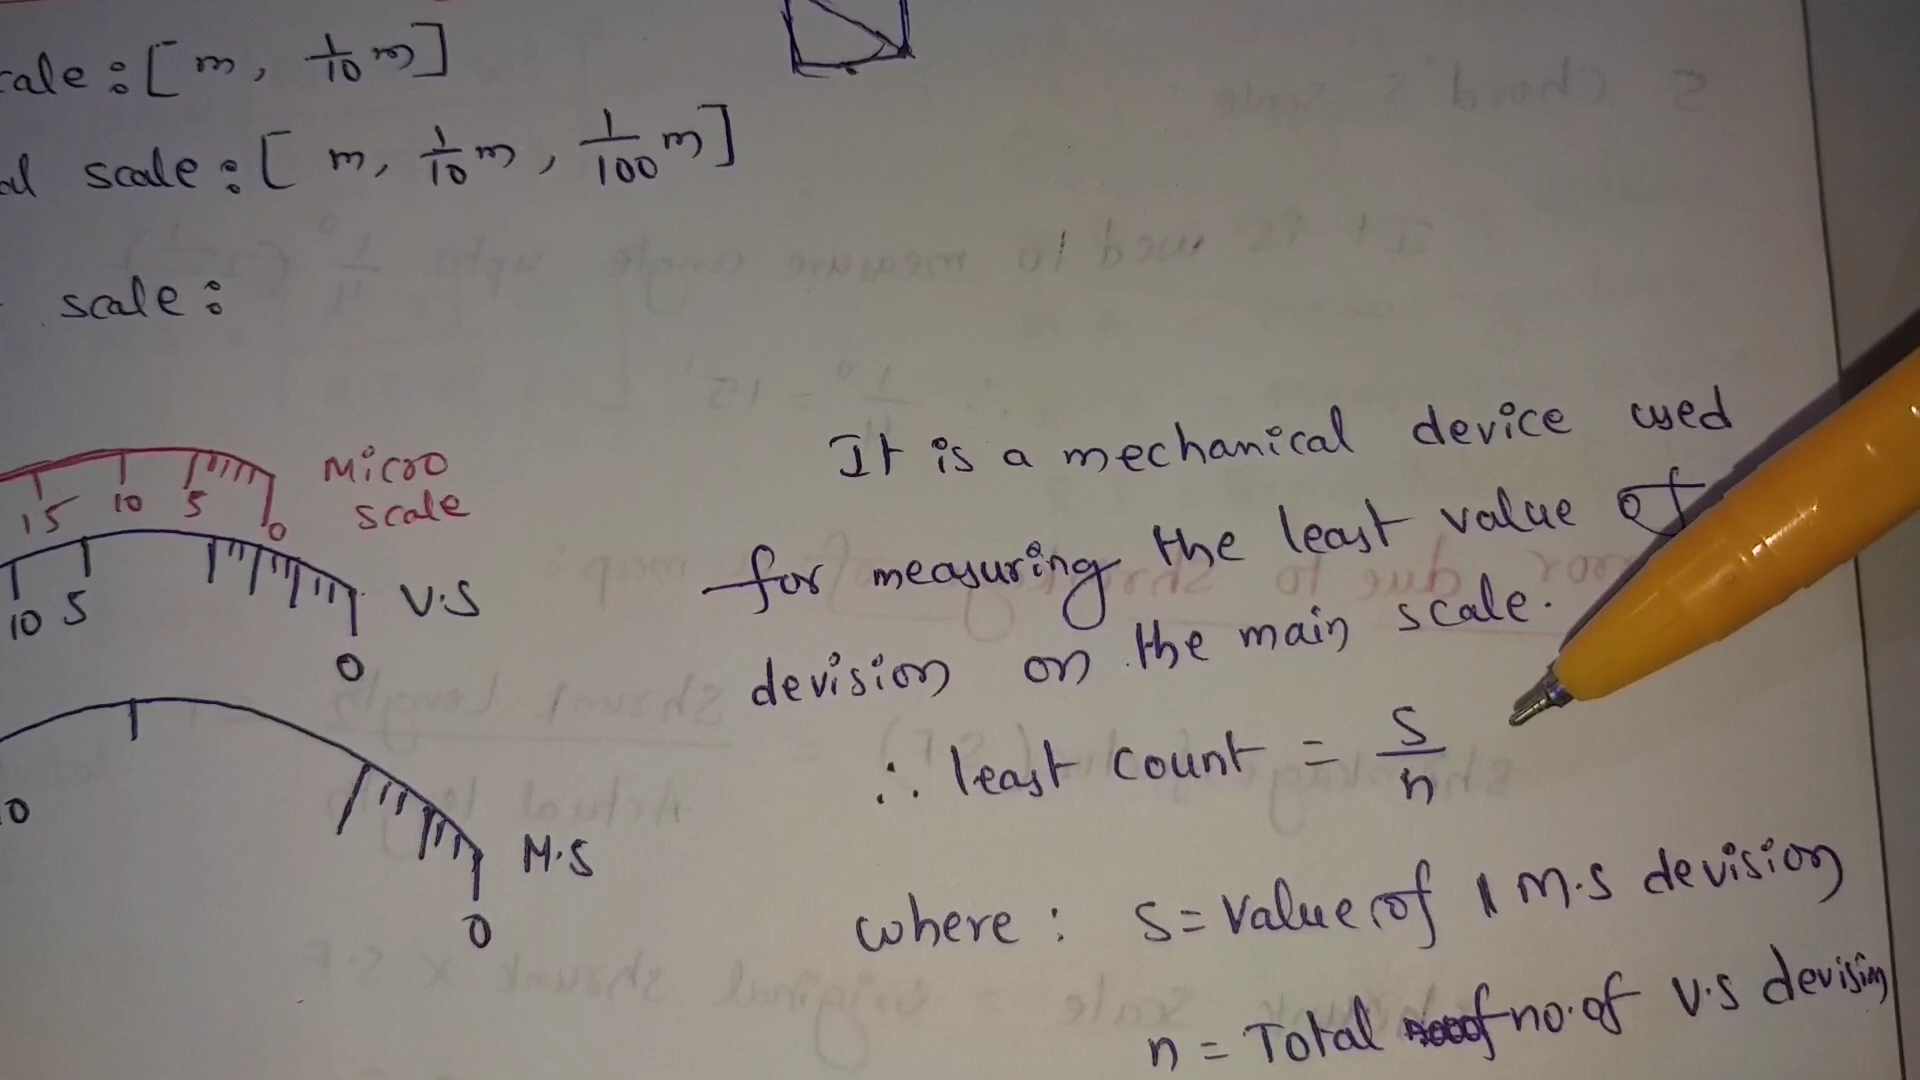 cale : [ m, 1/10 m ]
al scale : [ m, 1/10 m, 1/100 m ]
scale :
Micro
scale
15 10 5 0
10 5 V.S
0
0 M.S
0
It is a mechanical device used
for measuring the least value of
devision on the main scale.
∴ least count = s/n
where : S = Value of 1 M.S devision
n = Total no. of V.S devision